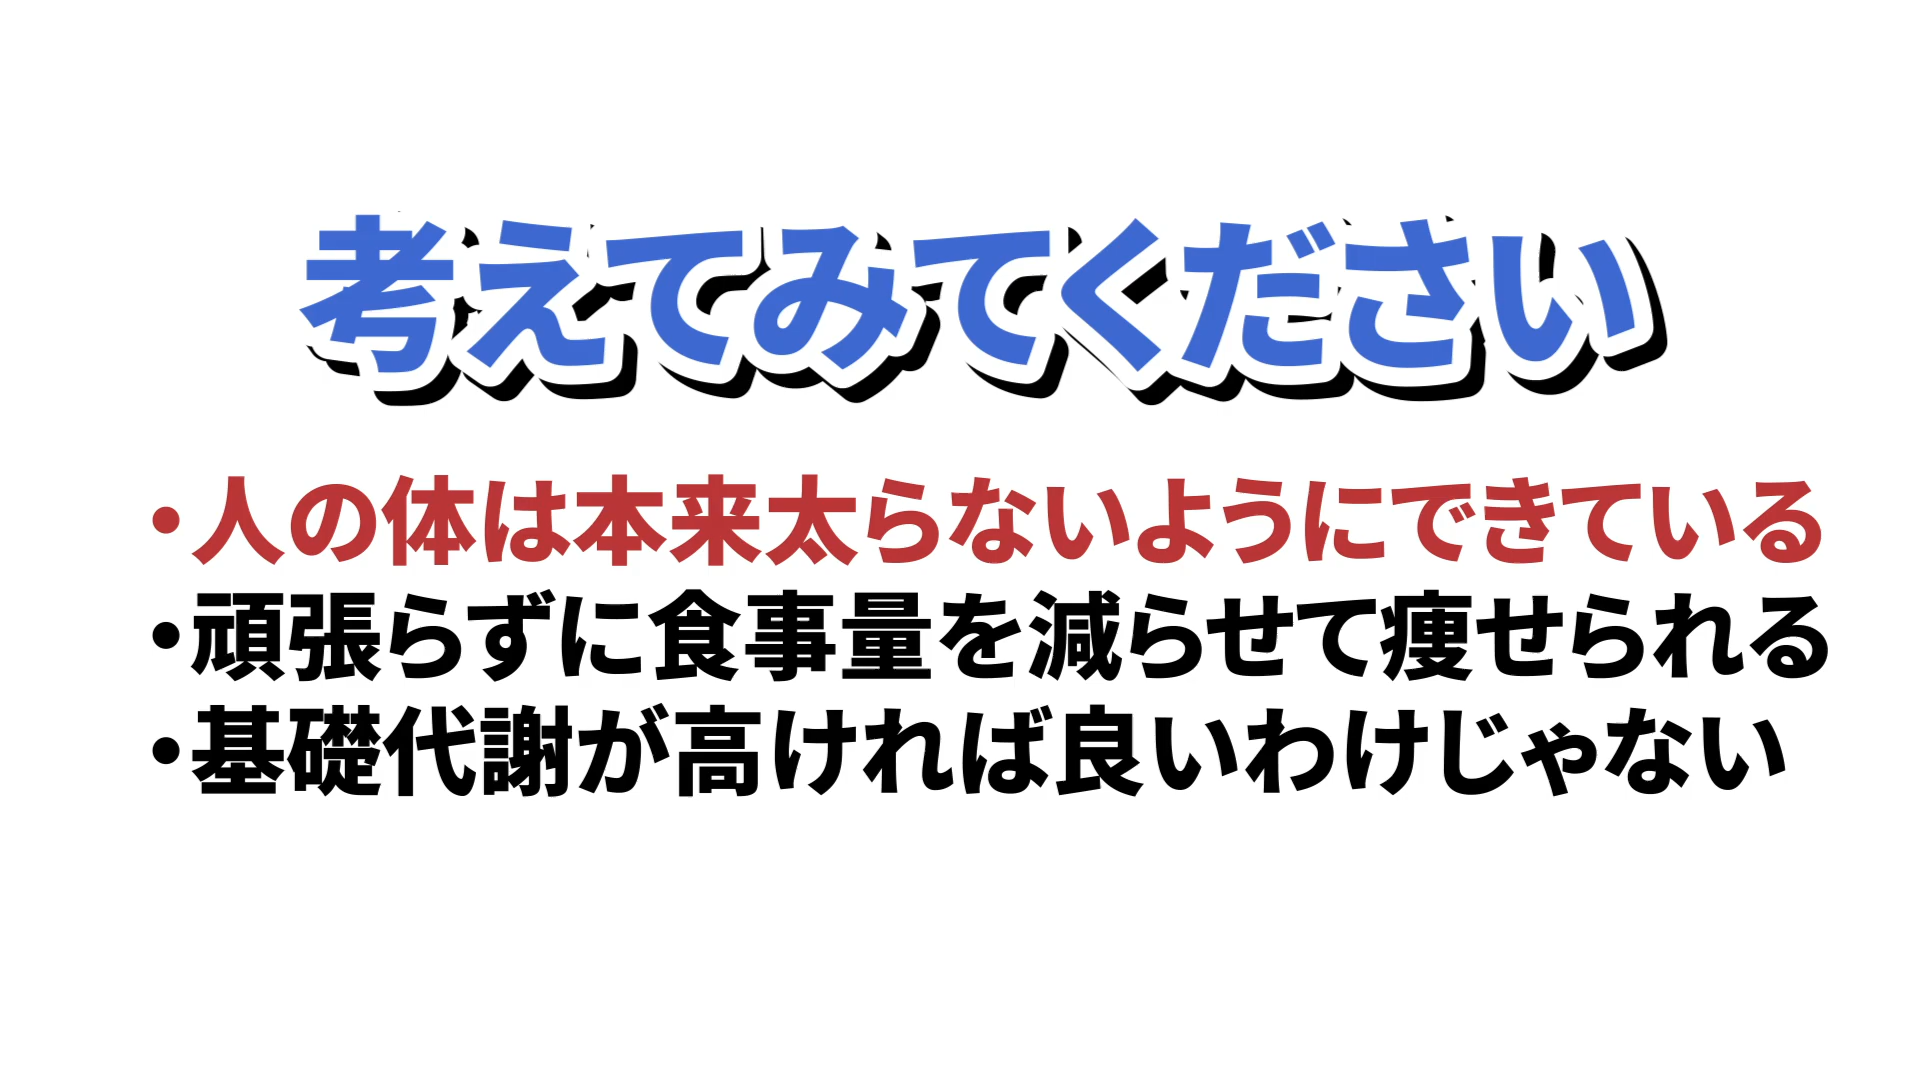 考えてみてください
・人の体は本来太らないようにできている
・頑張らずに食事量を減らせて痩せられる
・基礎代謝が高ければ良いわけじゃない